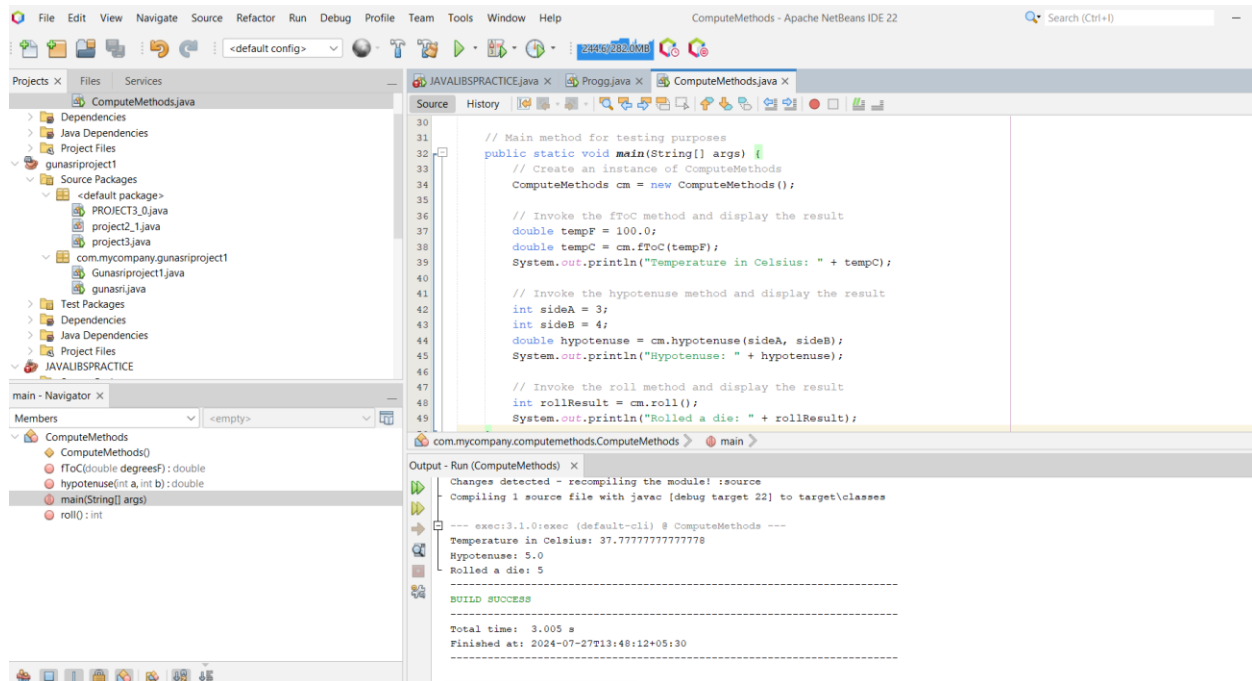 File Edit View Navigate Source Refactor Run Debug Profile Team Tools Window Help
ComputeMethods - Apache NetBeans IDE 22
Search (Ctrl+I)
<default config>
244.6/282.0MB
Projects Files Services
ComputeMethods.java
Dependencies
Java Dependencies
Project Files
gunasriproject1
Source Packages
<default package>
PROJECT3_0.java
project2_1.java
project3.java
com.mycompany.gunasriproject1
Gunasriproject1.java
gunasri.java
Test Packages
Dependencies
Java Dependencies
Project Files
JAVALIBSPRACTICE
main - Navigator
Members <empty>
ComputeMethods
ComputeMethods()
fToC(double degreesF) : double
hypotenuse(int a, int b) : double
main(String[] args)
roll() : int
JAVALIBSPRACTICE.java Progg.java ComputeMethods.java
Source History
30
31 // Main method for testing purposes
32 public static void main(String[] args) {
33 // Create an instance of ComputeMethods
34 ComputeMethods cm = new ComputeMethods();
35
36 // Invoke the fToC method and display the result
37 double tempF = 100.0;
38 double tempC = cm.fToC(tempF);
39 System.out.println("Temperature in Celsius: " + tempC);
40
41 // Invoke the hypotenuse method and display the result
42 int sideA = 3;
43 int sideB = 4;
44 double hypotenuse = cm.hypotenuse(sideA, sideB);
45 System.out.println("Hypotenuse: " + hypotenuse);
46
47 // Invoke the roll method and display the result
48 int rollResult = cm.roll();
49 System.out.println("Rolled a die: " + rollResult);
com.mycompany.computemethods.ComputeMethods main
Output - Run (ComputeMethods)
Changes detected - recompiling the module! :source
Compiling 1 source file with javac [debug target 22] to target\classes
--- exec:3.1.0:exec (default-cli) @ ComputeMethods ---
Temperature in Celsius: 37.77777777777778
Hypotenuse: 5.0
Rolled a die: 5
------------------------------------------------------------------------
BUILD SUCCESS
------------------------------------------------------------------------
Total time: 3.005 s
Finished at: 2024-07-27T13:48:12+05:30
------------------------------------------------------------------------